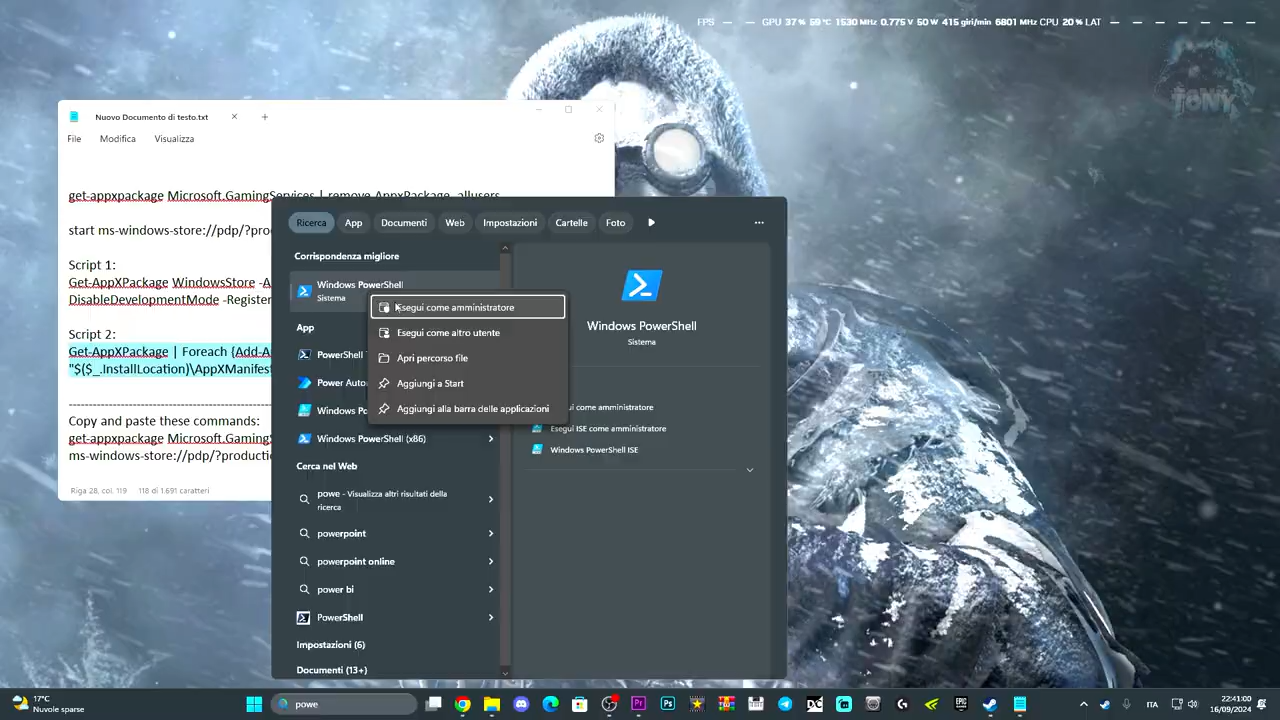 FPS — — GPU 37 % 59 °C 1530 MHz 0.775 V 50 W 415 giri/min 6801 MHz CPU 20 % LAT — — — — — — —
TONY
Nuovo Documento di testo.txt
File Modifica Visualizza
get-appxpackage Microsoft.GamingServices | remove-AppxPackage -allusers
start ms-windows-store://pdp/?pro
Script 1:
Get-AppXPackage WindowsStore -A
DisableDevelopmentMode -Register
Script 2:
Get-AppXPackage | Foreach {Add-A
"$($_.InstallLocation)\AppXManifest
Copy and paste these commands:
get-appxpackage Microsoft.GamingS
ms-windows-store://pdp/?producti
Riga 28, col. 119 118 di 1.691 caratteri
Ricerca App Documenti Web Impostazioni Cartelle Foto
Corrispondenza migliore
Windows PowerShell
Sistema
Esegui come amministratore
Esegui come altro utente
Apri percorso file
Aggiungi a Start
Aggiungi alla barra delle applicazioni
App
PowerShell
Power Auto
Windows Po
Windows PowerShell (x86)
Cerca nel Web
powe - Visualizza altri risultati della
ricerca
powerpoint
powerpoint online
power bi
PowerShell
Impostazioni (6)
Documenti (13+)
Windows PowerShell
Sistema
ui come amministratore
Esegui ISE come amministratore
Windows PowerShell ISE
17°C
Nuvole sparse
powe
ITA
22:41:00
16/09/2024